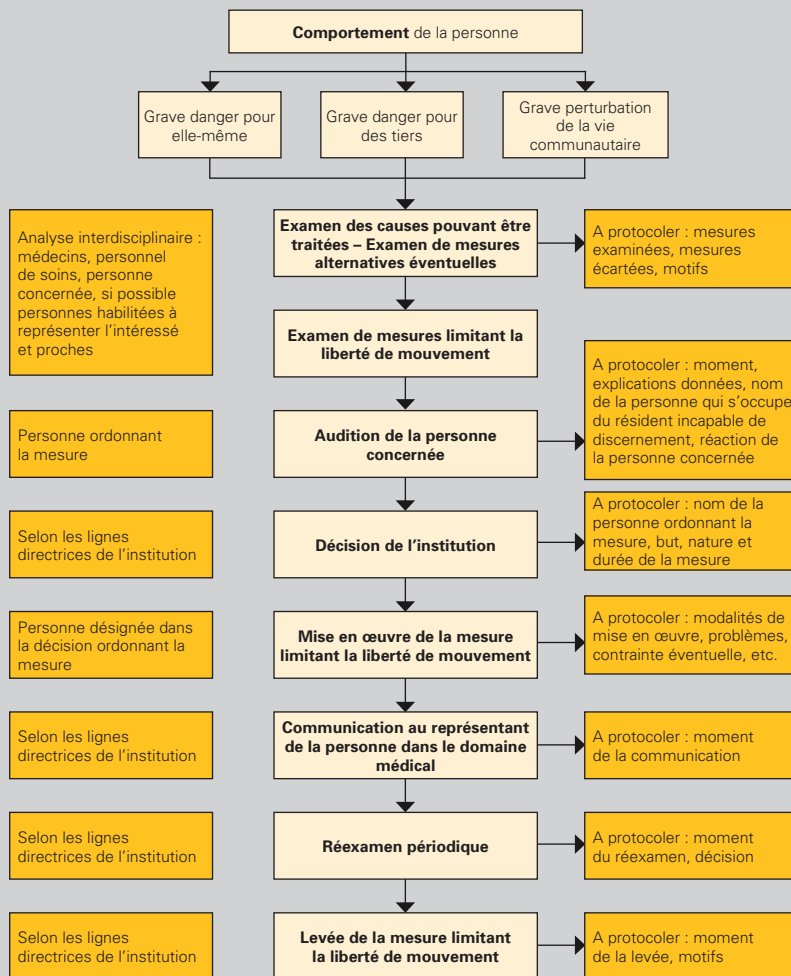 Comportement de la personne
Grave danger pour
elle-même
Grave danger pour
des tiers
Grave perturbation
de la vie
communautaire
Analyse interdisciplinaire :
médecins, personnel
de soins, personne
concernée, si possible
personnes habilitées à
représenter l'intéressé
et proches
Examen des causes pouvant être
traitées – Examen de mesures
alternatives éventuelles
A protocoler : mesures
examinées, mesures
écartées, motifs
Examen de mesures limitant la
liberté de mouvement
Personne ordonnant
la mesure
Audition de la personne
concernée
A protocoler : moment,
explications données, nom
de la personne qui s'occupe
du résident incapable de
discernement, réaction de
la personne concernée
Selon les lignes
directrices de l'institution
Décision de l'institution
A protocoler : nom de la
personne ordonnant la
mesure, but, nature et
durée de la mesure
Personne désignée dans
la décision ordonnant la
mesure
Mise en œuvre de la mesure
limitant la liberté de mouvement
A protocoler : modalités de
mise en œuvre, problèmes,
contrainte éventuelle, etc.
Selon les lignes
directrices de l'institution
Communication au représentant
de la personne dans le domaine
médical
A protocoler : moment
de la communication
Selon les lignes
directrices de l'institution
Réexamen périodique
A protocoler : moment
du réexamen, décision
Selon les lignes
directrices de l'institution
Levée de la mesure limitant
la liberté de mouvement
A protocoler : moment
de la levée, motifs